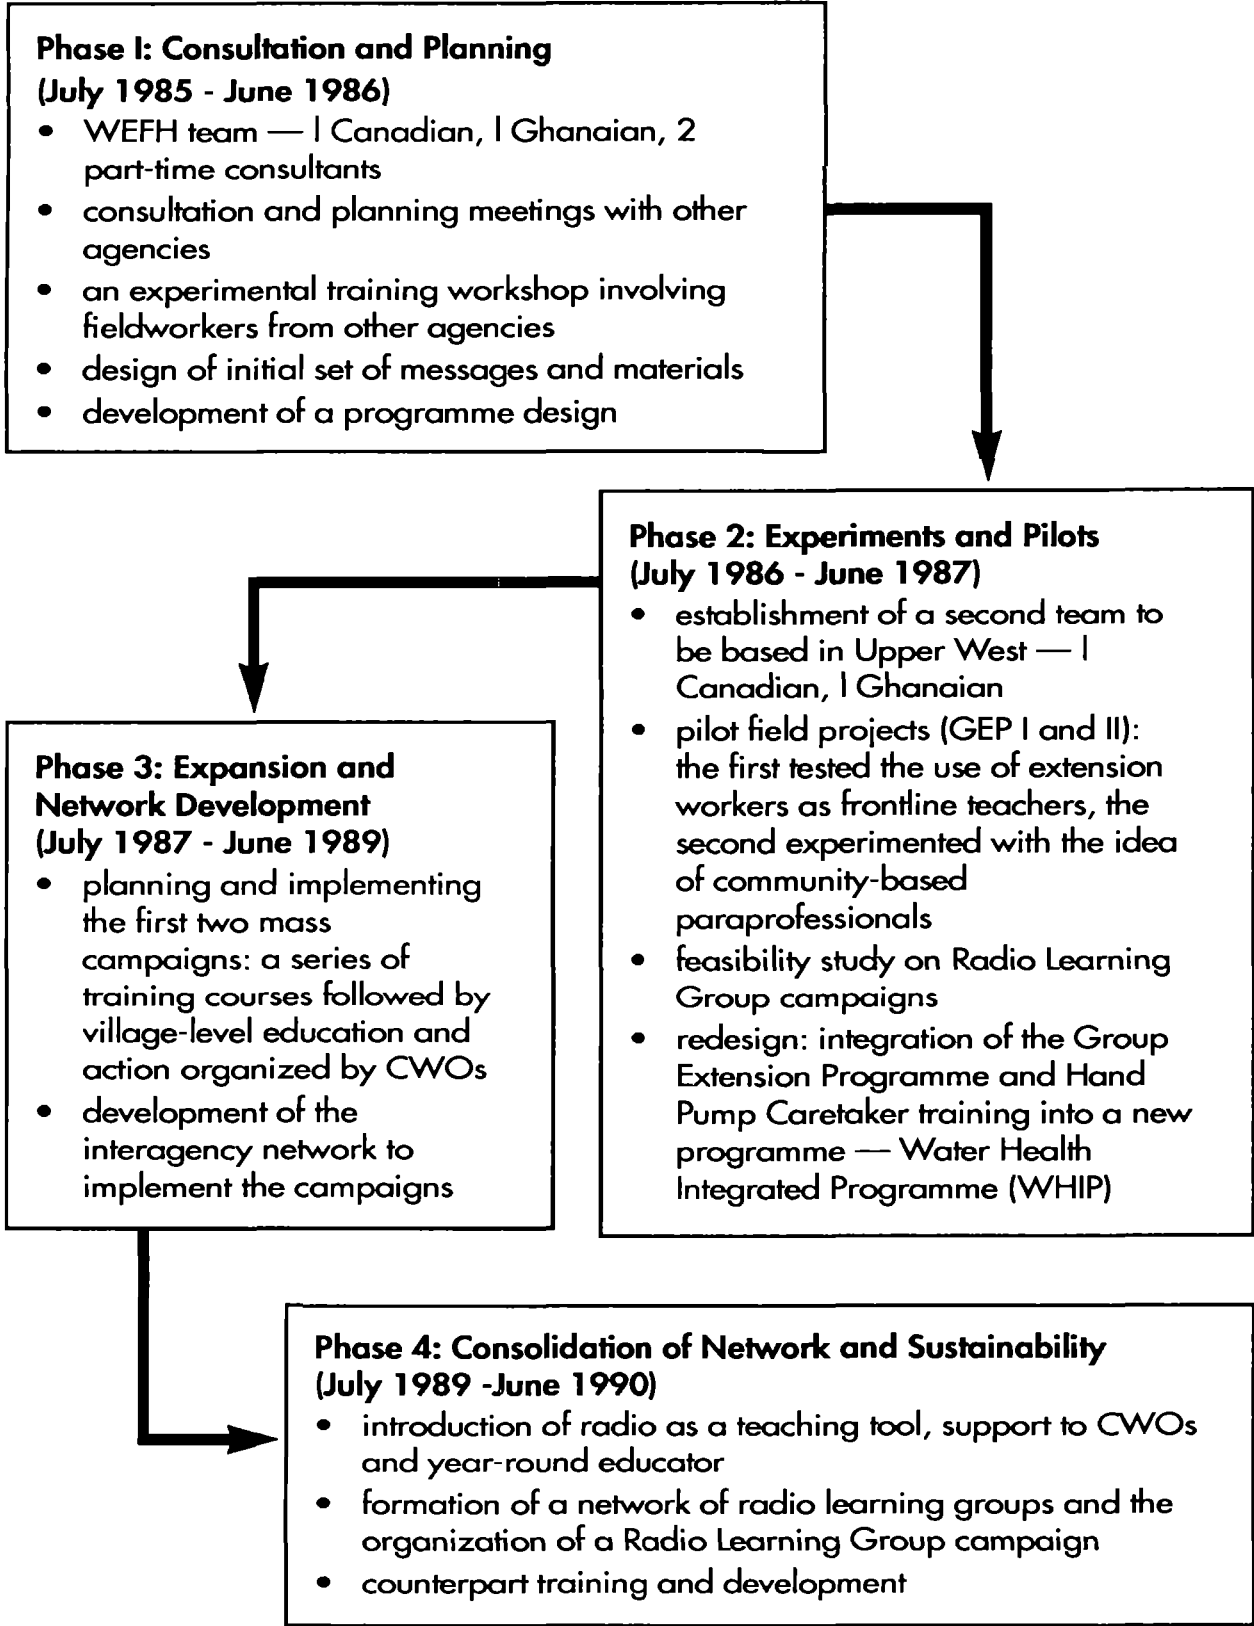 Phase I: Consultation and Planning
(July 1985 - June 1986)
• WEFH team — I Canadian, I Ghanaian, 2
part-time consultants
• consultation and planning meetings with other
agencies
• an experimental training workshop involving
fieldworkers from other agencies
• design of initial set of messages and materials
• development of a programme design
Phase 2: Experiments and Pilots
(July 1986 - June 1987)
• establishment of a second team to
be based in Upper West — I
Canadian, I Ghanaian
• pilot field projects (GEP I and II):
the first tested the use of extension
workers as frontline teachers, the
second experimented with the idea
of community-based
paraprofessionals
• feasibility study on Radio Learning
Group campaigns
• redesign: integration of the Group
Extension Programme and Hand
Pump Caretaker training into a new
programme — Water Health
Integrated Programme (WHIP)
Phase 3: Expansion and
Network Development
(July 1987 - June 1989)
• planning and implementing
the first two mass
campaigns: a series of
training courses followed by
village-level education and
action organized by CWOs
• development of the
interagency network to
implement the campaigns
Phase 4: Consolidation of Network and Sustainability
(July 1989 -June 1990)
• introduction of radio as a teaching tool, support to CWOs
and year-round educator
• formation of a network of radio learning groups and the
organization of a Radio Learning Group campaign
• counterpart training and development